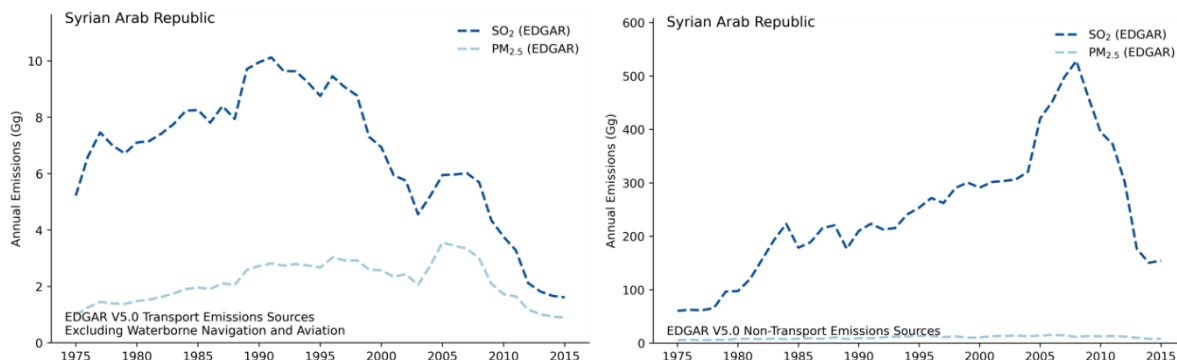 Syrian Arab Republic
SO₂ (EDGAR)
PM₂.₅ (EDGAR)
Annual Emissions (Gg)
10
8
6
4
2
0
EDGAR V5.0 Transport Emissions Sources
Excluding Waterborne Navigation and Aviation
1975 1980 1985 1990 1995 2000 2005 2010 2015
Syrian Arab Republic
SO₂ (EDGAR)
PM₂.₅ (EDGAR)
Annual Emissions (Gg)
600
500
400
300
200
100
0
EDGAR V5.0 Non-Transport Emissions Sources
1975 1980 1985 1990 1995 2000 2005 2010 2015